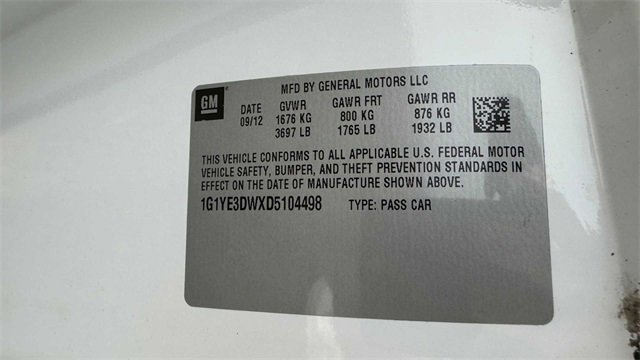 MFD BY GENERAL MOTORS LLC
GM
DATE GVWR GAWR FRT GAWR RR
09/12 1676 KG 800 KG 876 KG
3697 LB 1765 LB 1932 LB
THIS VEHICLE CONFORMS TO ALL APPLICABLE U.S. FEDERAL MOTOR
VEHICLE SAFETY, BUMPER, AND THEFT PREVENTION STANDARDS IN
EFFECT ON THE DATE OF MANUFACTURE SHOWN ABOVE.
1G1YE3DWXD5104498 TYPE: PASS CAR